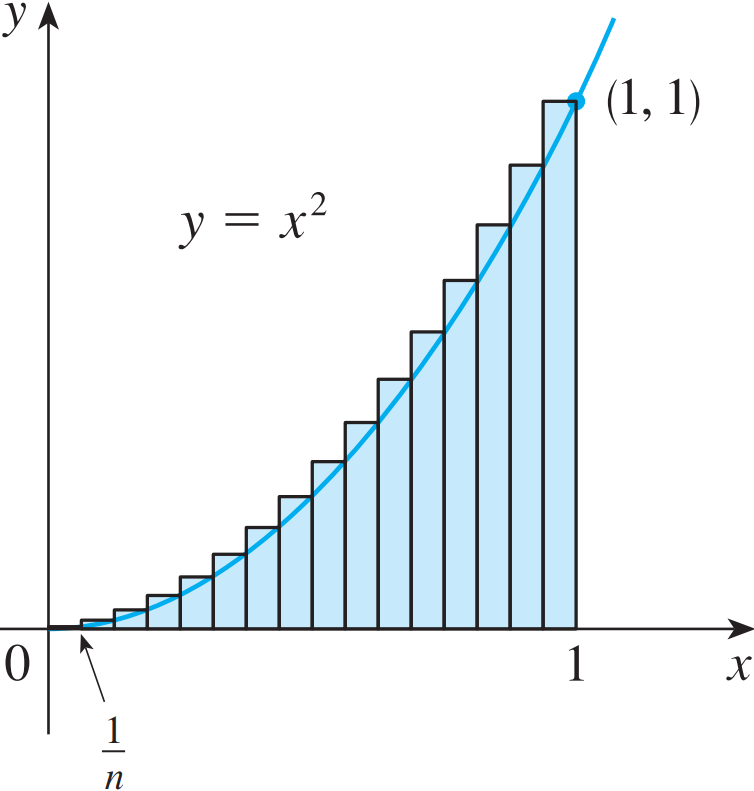 y
(1, 1)
y = x²
0
1
x
1/n